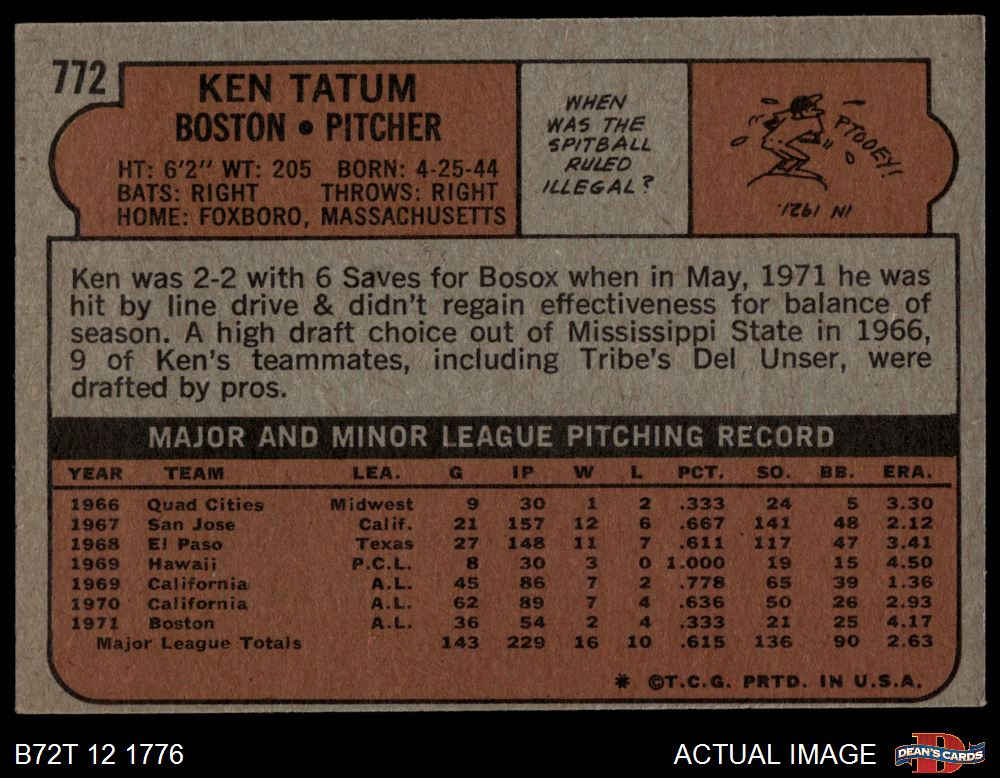 772
KEN TATUM
BOSTON • PITCHER
HT: 6'2" WT: 205 BORN: 4-25-44
BATS: RIGHT THROWS: RIGHT
HOME: FOXBORO, MASSACHUSETTS
WHEN
WAS THE
SPITBALL
RULED
ILLEGAL?
PTOOEY!
IN 1921.
Ken was 2-2 with 6 Saves for Bosox when in May, 1971 he was
hit by line drive & didn't regain effectiveness for balance of
season. A high draft choice out of Mississippi State in 1966,
9 of Ken's teammates, including Tribe's Del Unser, were
drafted by pros.
MAJOR AND MINOR LEAGUE PITCHING RECORD
YEAR TEAM LEA. G IP W L PCT. SO. BB. ERA.
1966 Quad Cities Midwest 9 30 1 2 .333 24 5 3.30
1967 San Jose Calif. 21 157 12 6 .667 141 48 2.12
1968 El Paso Texas 27 148 11 7 .611 117 47 3.41
1969 Hawaii P.C.L. 8 30 3 0 1.000 19 15 4.50
1969 California A.L. 45 86 7 2 .778 65 39 1.36
1970 California A.L. 62 89 7 4 .636 50 26 2.93
1971 Boston A.L. 36 54 2 4 .333 21 25 4.17
Major League Totals 143 229 16 10 .615 136 90 2.63
* ©T.C.G. PRTD. IN U.S.A.
B72T 12 1776
ACTUAL IMAGE
DEAN'S CARDS